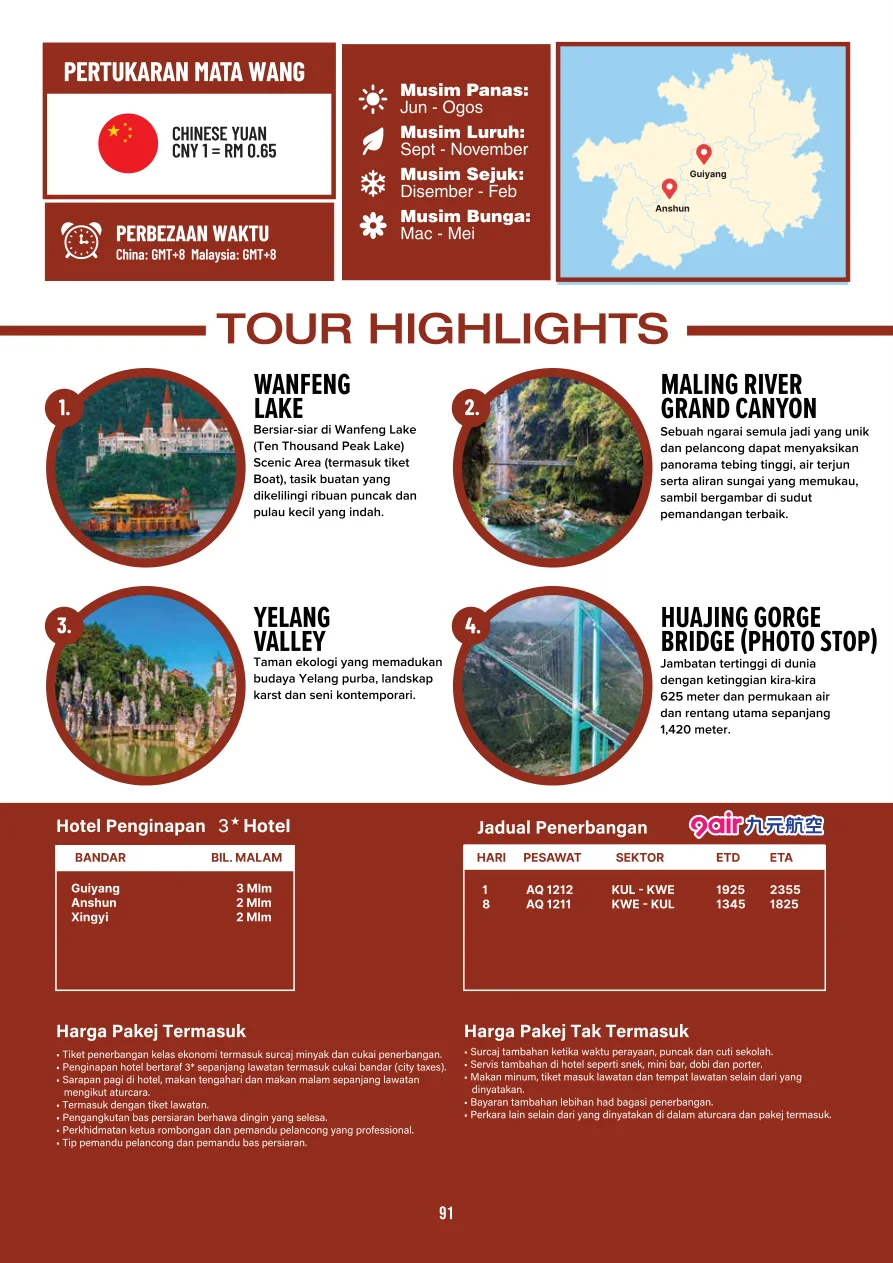 PERTUKARAN MATA WANG
CHINESE YUAN
CNY 1 = RM 0.65
PERBEZAAN WAKTU
China: GMT+8 Malaysia: GMT+8
Musim Panas:
Jun - Ogos
Musim Luruh:
Sept - November
Musim Sejuk:
Disember - Feb
Musim Bunga:
Mac - Mei
Guiyang
Anshun
TOUR HIGHLIGHTS
1.
WANFENG
LAKE
Bersiar-siar di Wanfeng Lake
(Ten Thousand Peak Lake)
Scenic Area (termasuk tiket
Boat), tasik buatan yang
dikelilingi ribuan puncak dan
pulau kecil yang indah.
2.
MALING RIVER
GRAND CANYON
Sebuah ngarai semula jadi yang unik
dan pelancong dapat menyaksikan
panorama tebing tinggi, air terjun
serta aliran sungai yang memukau,
sambil bergambar di sudut
pemandangan terbaik.
3.
YELANG
VALLEY
Taman ekologi yang memadukan
budaya Yelang purba, landskap
karst dan seni kontemporari.
4.
HUAJING GORGE
BRIDGE (PHOTO STOP)
Jambatan tertinggi di dunia
dengan ketinggian kira-kira
625 meter dan permukaan air
dan rentang utama sepanjang
1,420 meter.
Hotel Penginapan 3★ Hotel
BANDAR BIL. MALAM
Guiyang 3 Mlm
Anshun 2 Mlm
Xingyi 2 Mlm
Jadual Penerbangan
9air 九元航空
HARI PESAWAT SEKTOR ETD ETA
1 AQ 1212 KUL - KWE 1925 2355
8 AQ 1211 KWE - KUL 1345 1825
Harga Pakej Termasuk
• Tiket penerbangan kelas ekonomi termasuk surcaj minyak dan cukai penerbangan.
• Penginapan hotel bertaraf 3* sepanjang lawatan termasuk cukai bandar (city taxes).
• Sarapan pagi di hotel, makan tengahari dan makan malam sepanjang lawatan
mengikut aturcara.
• Termasuk dengan tiket lawatan.
• Pengangkutan bas persiaran berhawa dingin yang selesa.
• Perkhidmatan ketua rombongan dan pemandu pelancong yang professional.
• Tip pemandu pelancong dan pemandu bas persiaran.
Harga Pakej Tak Termasuk
• Surcaj tambahan ketika waktu perayaan, puncak dan cuti sekolah.
• Servis tambahan di hotel seperti snek, mini bar, dobi dan porter.
• Makan minum, tiket masuk lawatan dan tempat lawatan selain dari yang
dinyatakan.
• Bayaran tambahan lebihan had bagasi penerbangan.
• Perkara lain selain dari yang dinyatakan di dalam aturcara dan pakej termasuk.
91